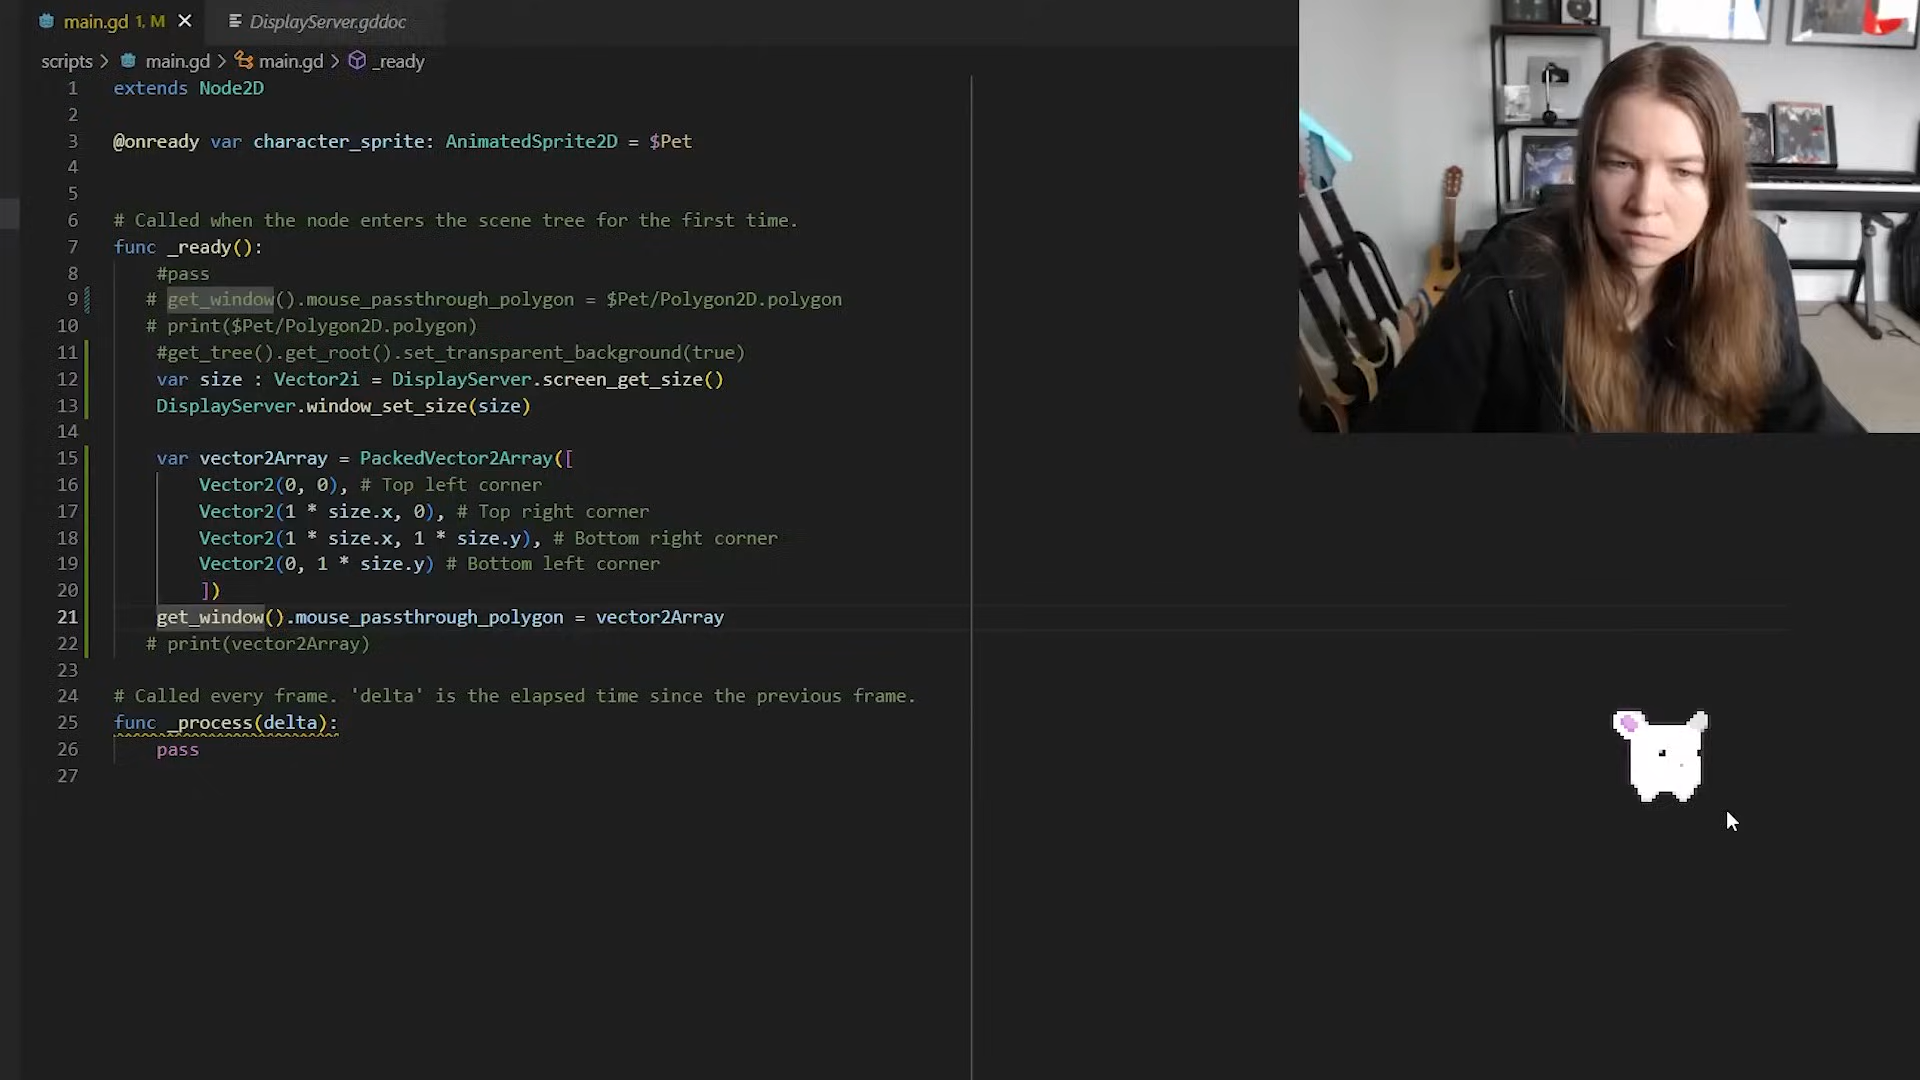 main.gd 1, M
DisplayServer.gddoc
scripts > main.gd > main.gd > _ready
1 extends Node2D
2
3 @onready var character_sprite: AnimatedSprite2D = $Pet
4
5
6 # Called when the node enters the scene tree for the first time.
7 func _ready():
8 #pass
9 # get_window().mouse_passthrough_polygon = $Pet/Polygon2D.polygon
10 # print($Pet/Polygon2D.polygon)
11 #get_tree().get_root().set_transparent_background(true)
12 var size : Vector2i = DisplayServer.screen_get_size()
13 DisplayServer.window_set_size(size)
14
15 var vector2Array = PackedVector2Array([
16 Vector2(0, 0), # Top left corner
17 Vector2(1 * size.x, 0), # Top right corner
18 Vector2(1 * size.x, 1 * size.y), # Bottom right corner
19 Vector2(0, 1 * size.y) # Bottom left corner
20 ])
21 get_window().mouse_passthrough_polygon = vector2Array
22 # print(vector2Array)
23
24 # Called every frame. 'delta' is the elapsed time since the previous frame.
25 func _process(delta):
26 pass
27